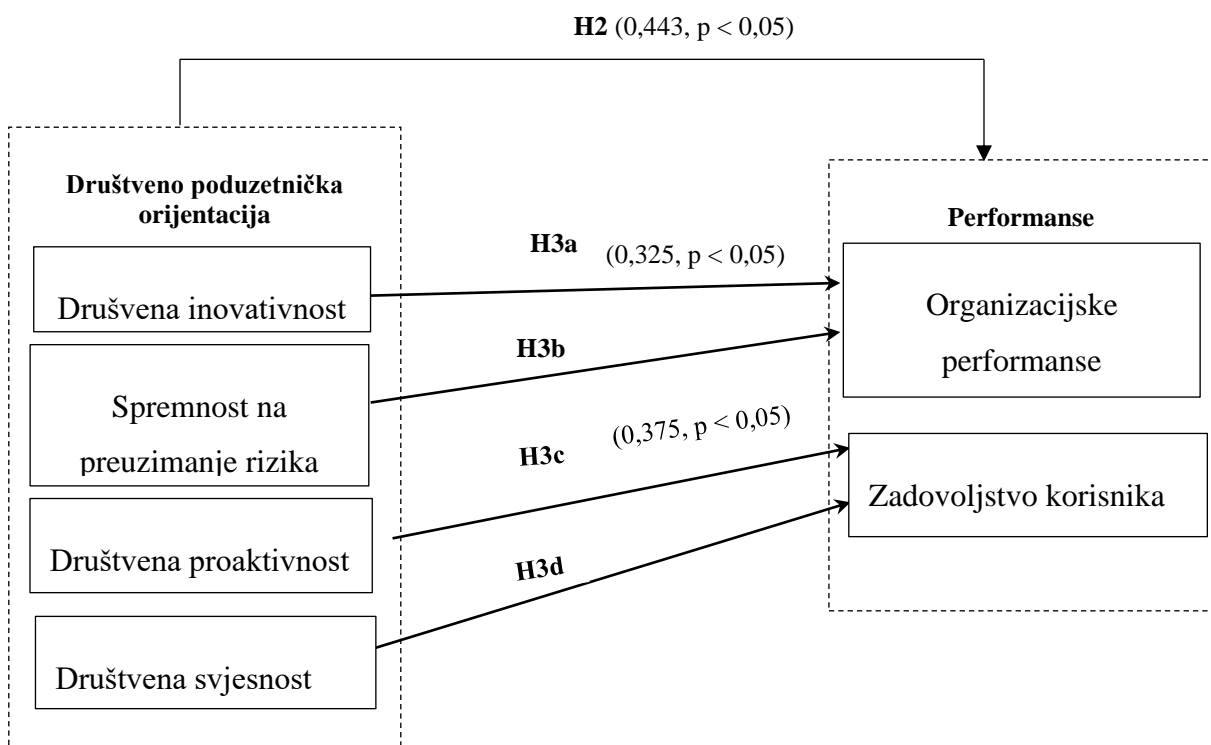 H2 (0,443, p < 0,05)
Društveno poduzetnička
orijentacija
Performanse
H3a (0,325, p < 0,05)
Drušvena inovativnost
Organizacijske
performanse
H3b
Spremnost na
preuzimanje rizika
H3c (0,375, p < 0,05)
Zadovoljstvo korisnika
Društvena proaktivnost
H3d
Društvena svjesnost